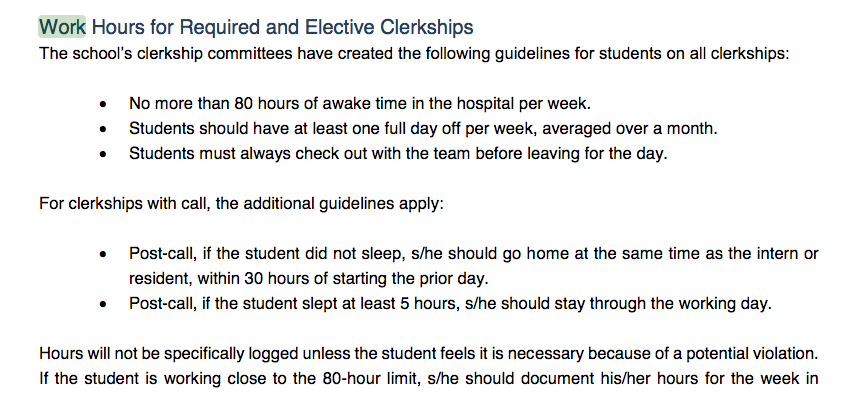 Work Hours for Required and Elective Clerkships
The school's clerkship committees have created the following guidelines for students on all clerkships:
• No more than 80 hours of awake time in the hospital per week.
• Students should have at least one full day off per week, averaged over a month.
• Students must always check out with the team before leaving for the day.
For clerkships with call, the additional guidelines apply:
• Post-call, if the student did not sleep, s/he should go home at the same time as the intern or
resident, within 30 hours of starting the prior day.
• Post-call, if the student slept at least 5 hours, s/he should stay through the working day.
Hours will not be specifically logged unless the student feels it is necessary because of a potential violation.
If the student is working close to the 80-hour limit, s/he should document his/her hours for the week in